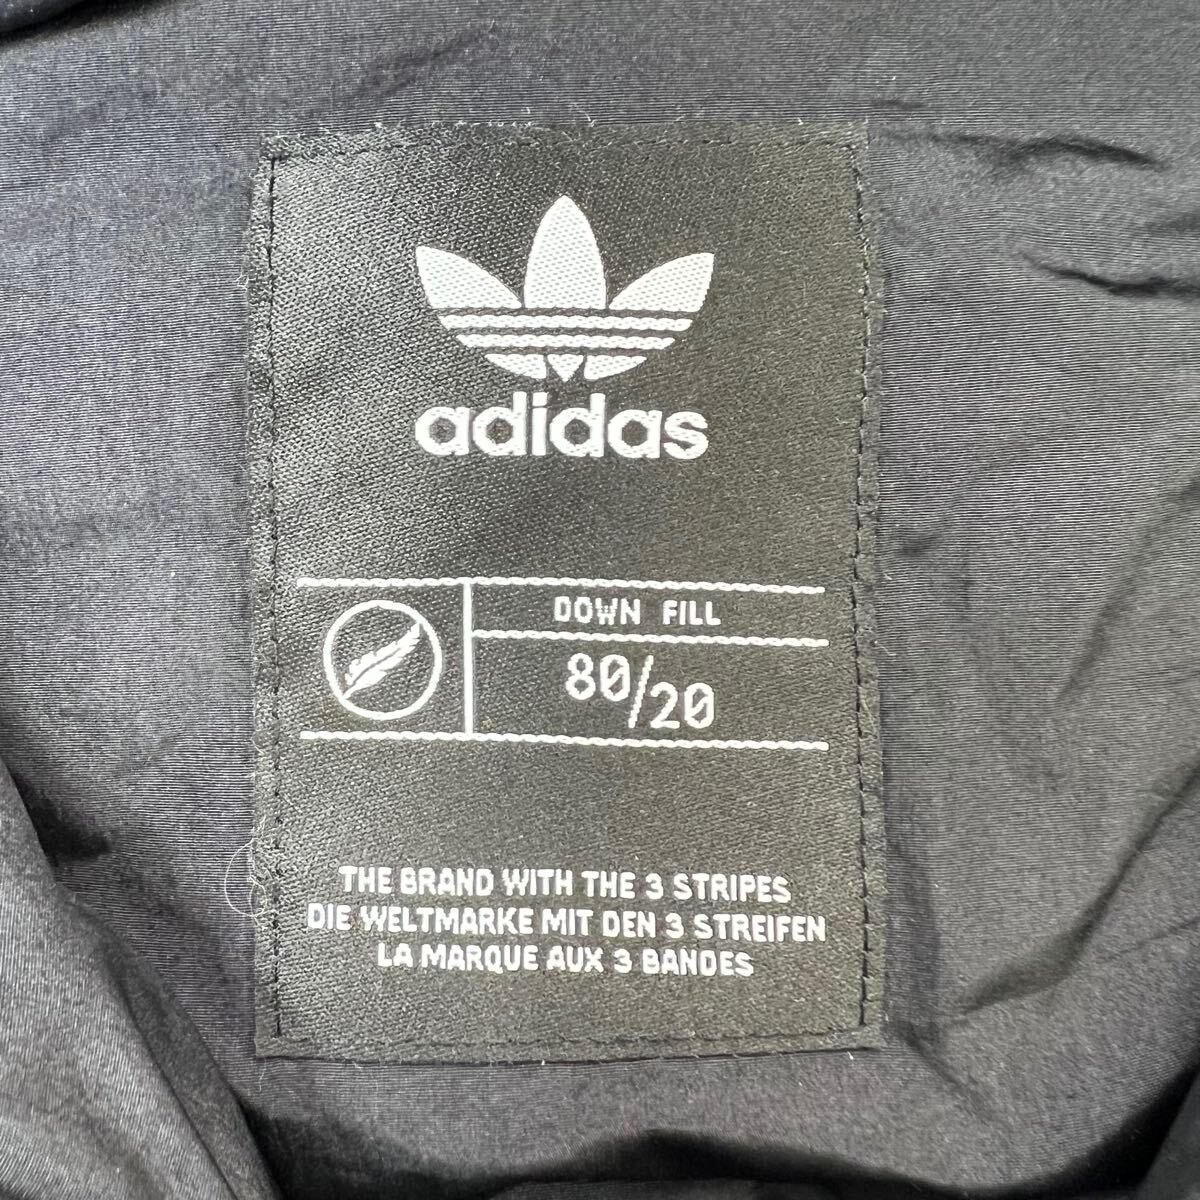 adidas
DOWN FILL
80/20
THE BRAND WITH THE 3 STRIPES
DIE WELTMARKE MIT DEN 3 STREIFEN
LA MARQUE AUX 3 BANDES